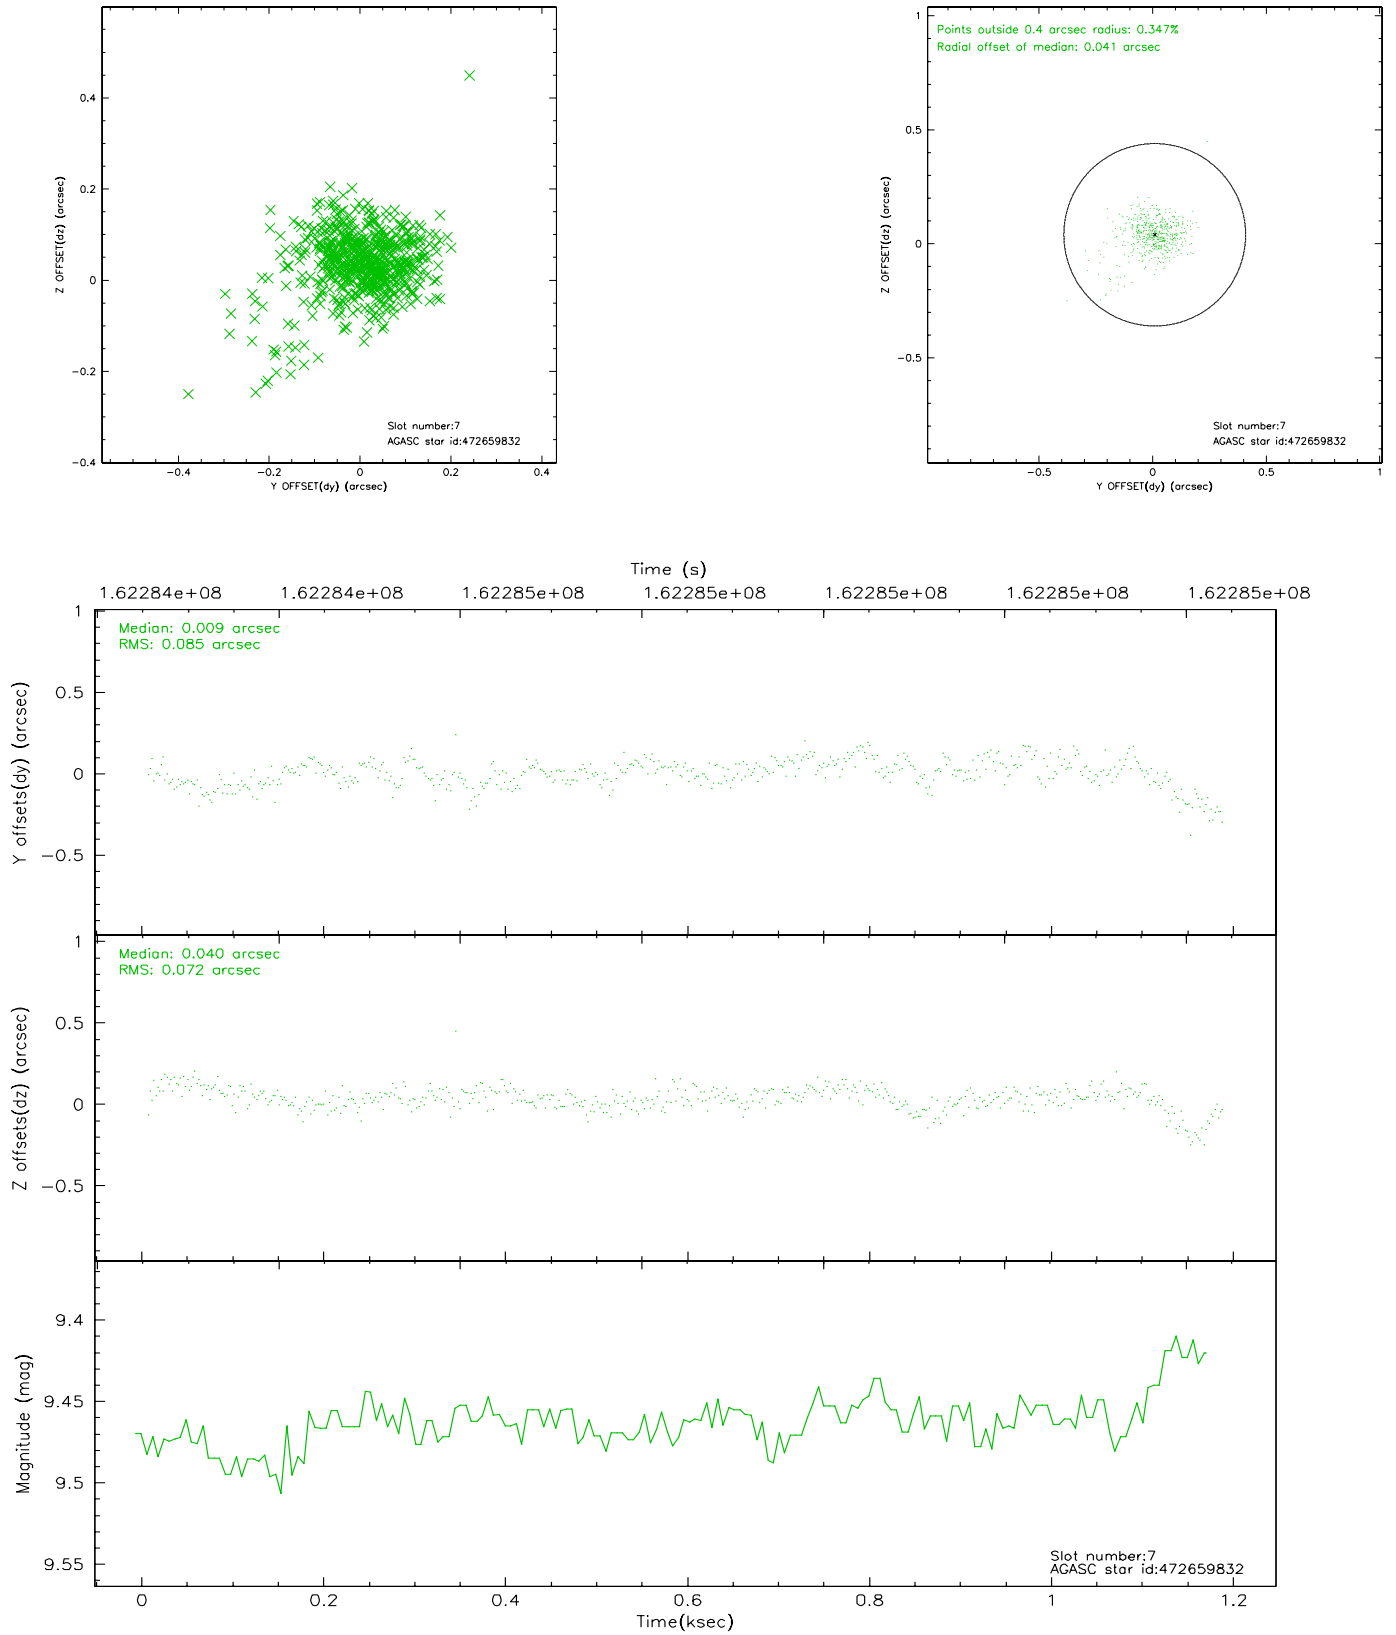 0.4
0.2
0
−0.2
−0.4
Z OFFSET(dz) (arcsec)
Slot number:7
AGASC star id:472659832
−0.4 −0.2 0 0.2 0.4
Y OFFSET(dy) (arcsec)
1
0.5
0
−0.5
Z OFFSET(dz) (arcsec)
Points outside 0.4 arcsec radius: 0.347%
Radial offset of median: 0.041 arcsec
Slot number:7
AGASC star id:472659832
−0.5 0 0.5 1
Y OFFSET(dy) (arcsec)
Time (s)
1.62284e+08 1.62284e+08 1.62285e+08 1.62285e+08 1.62285e+08 1.62285e+08 1.62285e+08
1
0.5
0
−0.5
Y offsets(dy) (arcsec)
Median: 0.009 arcsec
RMS: 0.085 arcsec
1
0.5
0
−0.5
Z offsets(dz) (arcsec)
Median: 0.040 arcsec
RMS: 0.072 arcsec
9.4
9.45
9.5
9.55
Magnitude (mag)
Slot number:7
AGASC star id:472659832
0 0.2 0.4 0.6 0.8 1 1.2
Time(ksec)